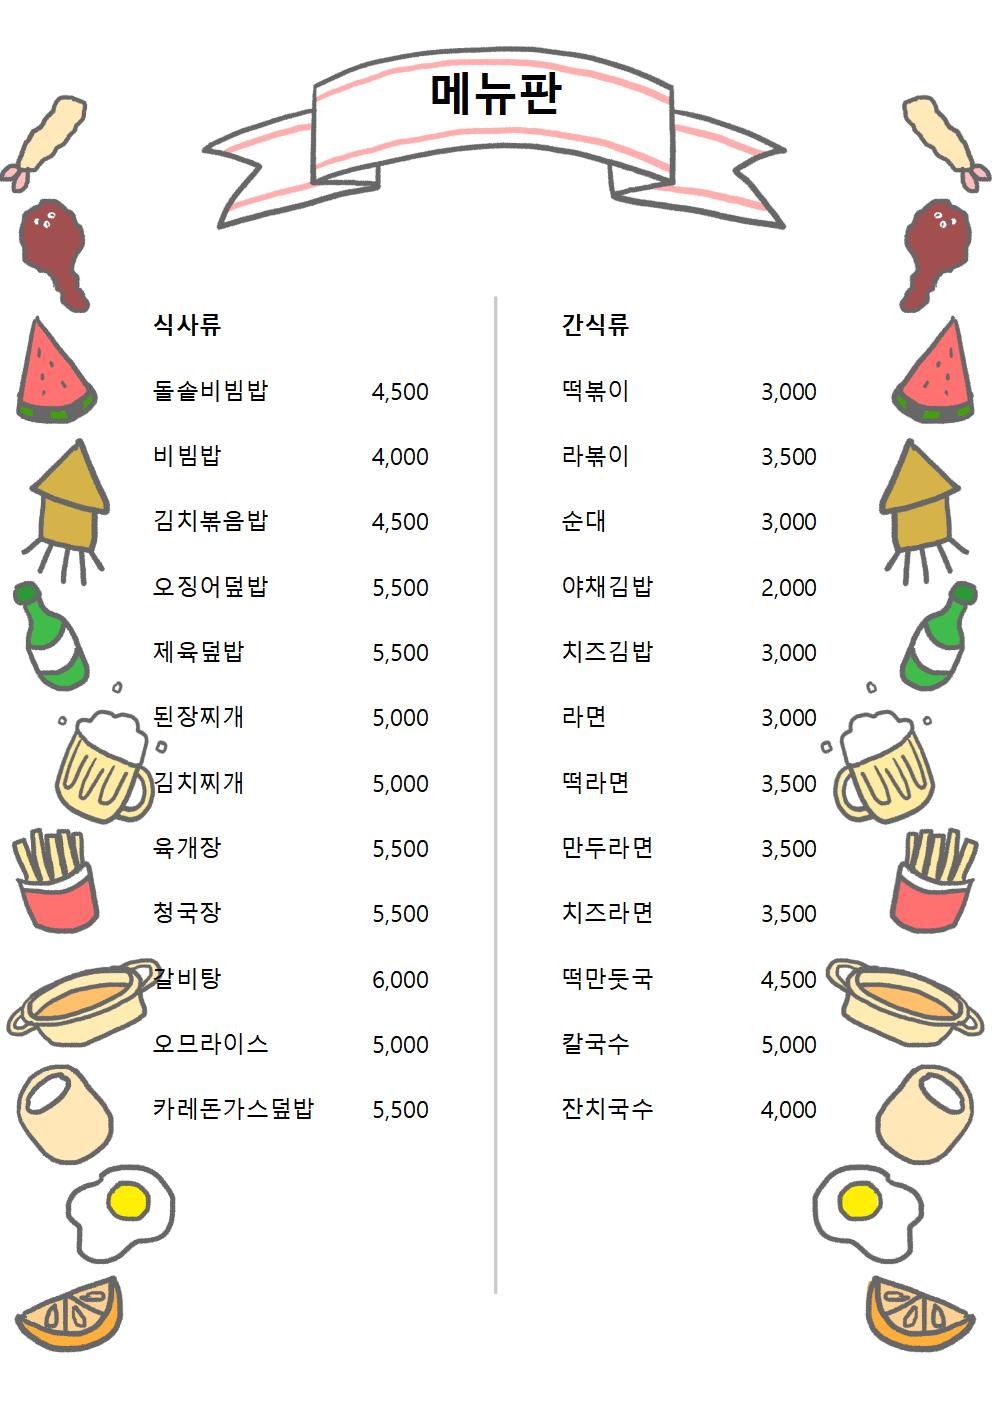 메뉴판
식사류
돌솥비빔밥 4,500
비빔밥 4,000
김치볶음밥 4,500
오징어덮밥 5,500
제육덮밥 5,500
된장찌개 5,000
김치찌개 5,000
육개장 5,500
청국장 5,500
갈비탕 6,000
오므라이스 5,000
카레돈가스덮밥 5,500
간식류
떡볶이 3,000
라볶이 3,500
순대 3,000
야채김밥 2,000
치즈김밥 3,000
라면 3,000
떡라면 3,500
만두라면 3,500
치즈라면 3,500
떡만둣국 4,500
칼국수 5,000
잔치국수 4,000